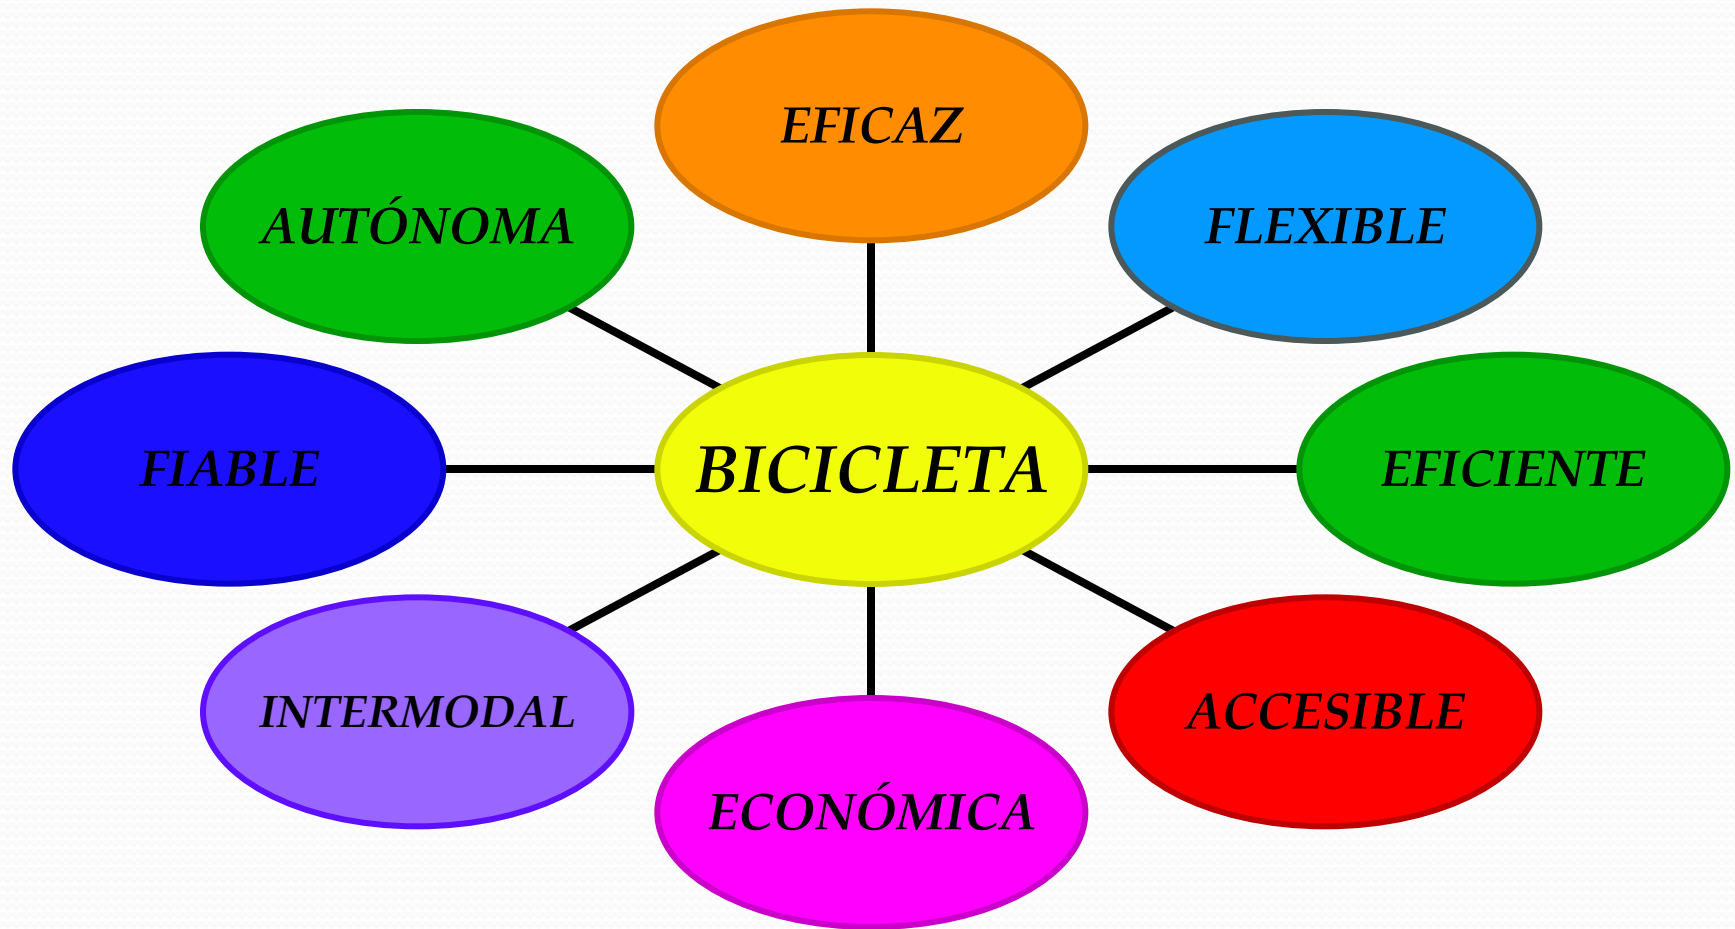 EFICAZ
AUTÓNOMA
FLEXIBLE
FIABLE
BICICLETA
EFICIENTE
INTERMODAL
ACCESIBLE
ECONÓMICA